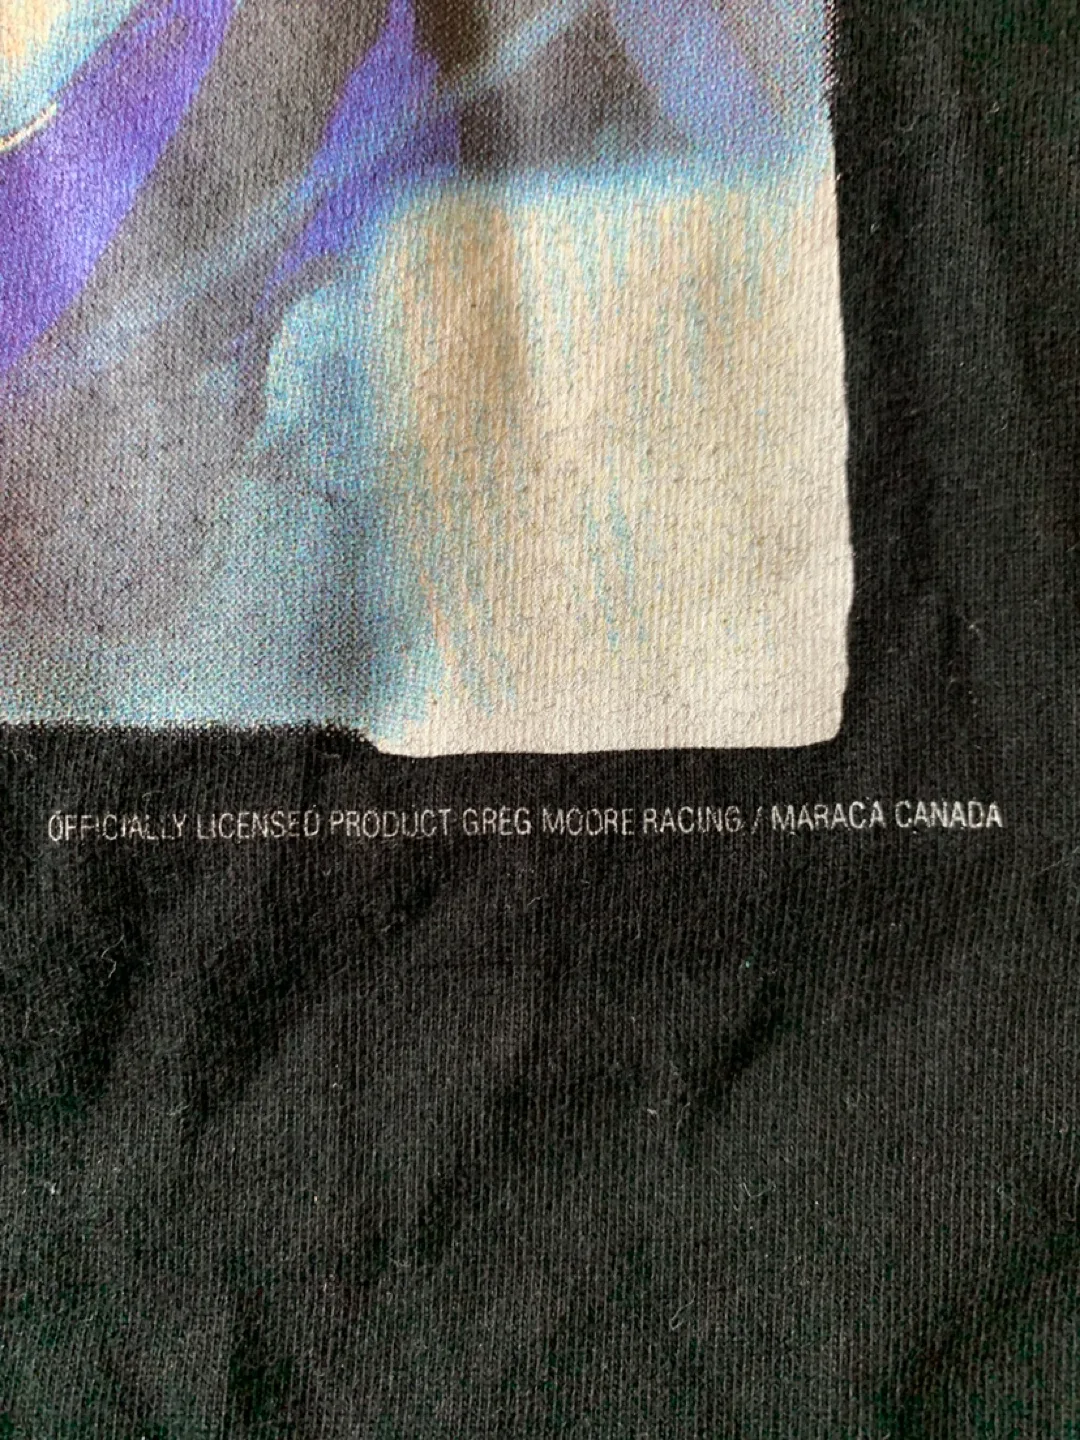 OFFICIALLY LICENSED PRODUCT GREG MOORE RACING / MARACA CANADA